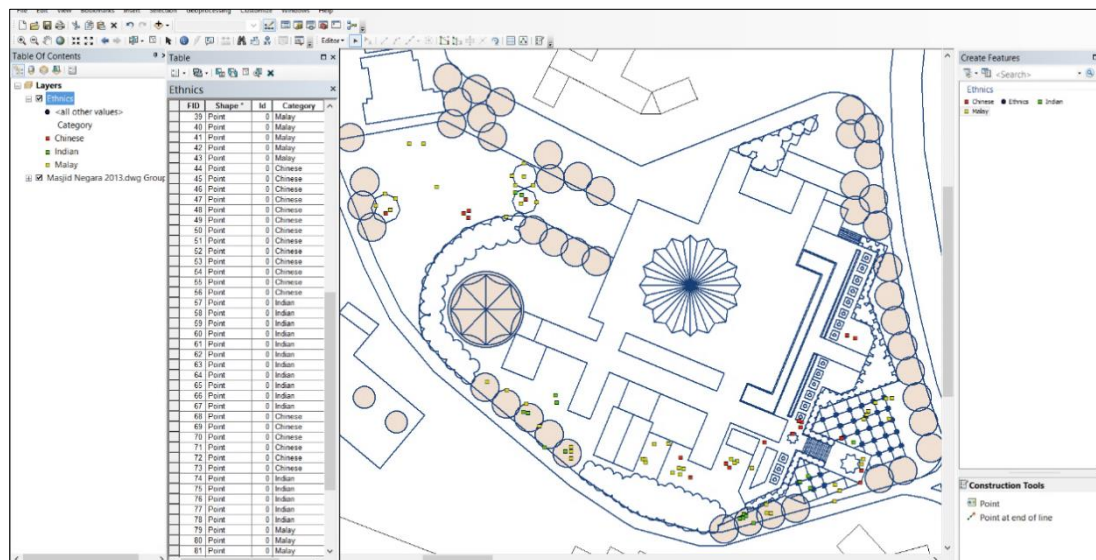 File Edit View Bookmarks Insert Selection Geoprocessing Customize Windows Help
Editor
Table Of Contents
Layers
Ethnics
<all other values>
Category
Chinese
Indian
Malay
Masjid Negara 2013.dwg Group
Table
Ethnics
FID Shape * Id Category
39 Point 0 Malay
40 Point 0 Malay
41 Point 0 Malay
42 Point 0 Malay
43 Point 0 Malay
44 Point 0 Chinese
45 Point 0 Chinese
46 Point 0 Chinese
47 Point 0 Chinese
48 Point 0 Chinese
49 Point 0 Chinese
50 Point 0 Chinese
51 Point 0 Chinese
52 Point 0 Chinese
53 Point 0 Chinese
54 Point 0 Chinese
55 Point 0 Chinese
56 Point 0 Chinese
57 Point 0 Indian
58 Point 0 Indian
59 Point 0 Indian
60 Point 0 Indian
61 Point 0 Indian
62 Point 0 Indian
63 Point 0 Indian
64 Point 0 Indian
65 Point 0 Indian
66 Point 0 Indian
67 Point 0 Indian
68 Point 0 Chinese
69 Point 0 Chinese
70 Point 0 Chinese
71 Point 0 Chinese
72 Point 0 Chinese
73 Point 0 Chinese
74 Point 0 Indian
75 Point 0 Indian
76 Point 0 Indian
77 Point 0 Indian
78 Point 0 Indian
79 Point 0 Malay
80 Point 0 Malay
81 Point 0 Malay
Create Features
<Search>
Ethnics
Chinese Ethnics Indian
Malay
Construction Tools
Point
Point at end of line